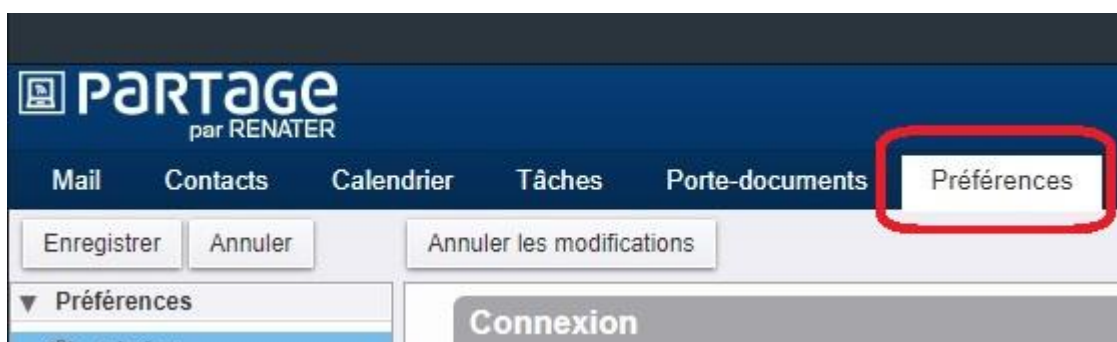 PARTAGE
par RENATER
Mail Contacts Calendrier Tâches Porte-documents Préférences
Enregistrer Annuler Annuler les modifications
Préférences
Connexion